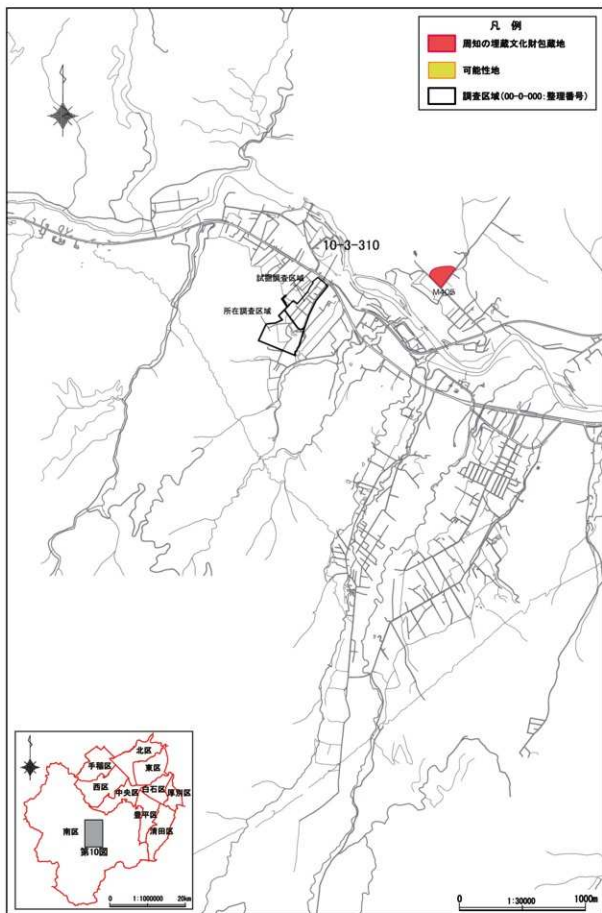 凡 例
周知の埋蔵文化財包蔵地
可能性地
調査区域(00-0-000:整理番号)
10-3-310
試掘調査区域
所在調査区域
北区
手稲区
東区
西区
中央区
白石区
厚別区
豊平区
南区
清田区
第10図
0 1:1000000 20km
0 1:30000 1000m